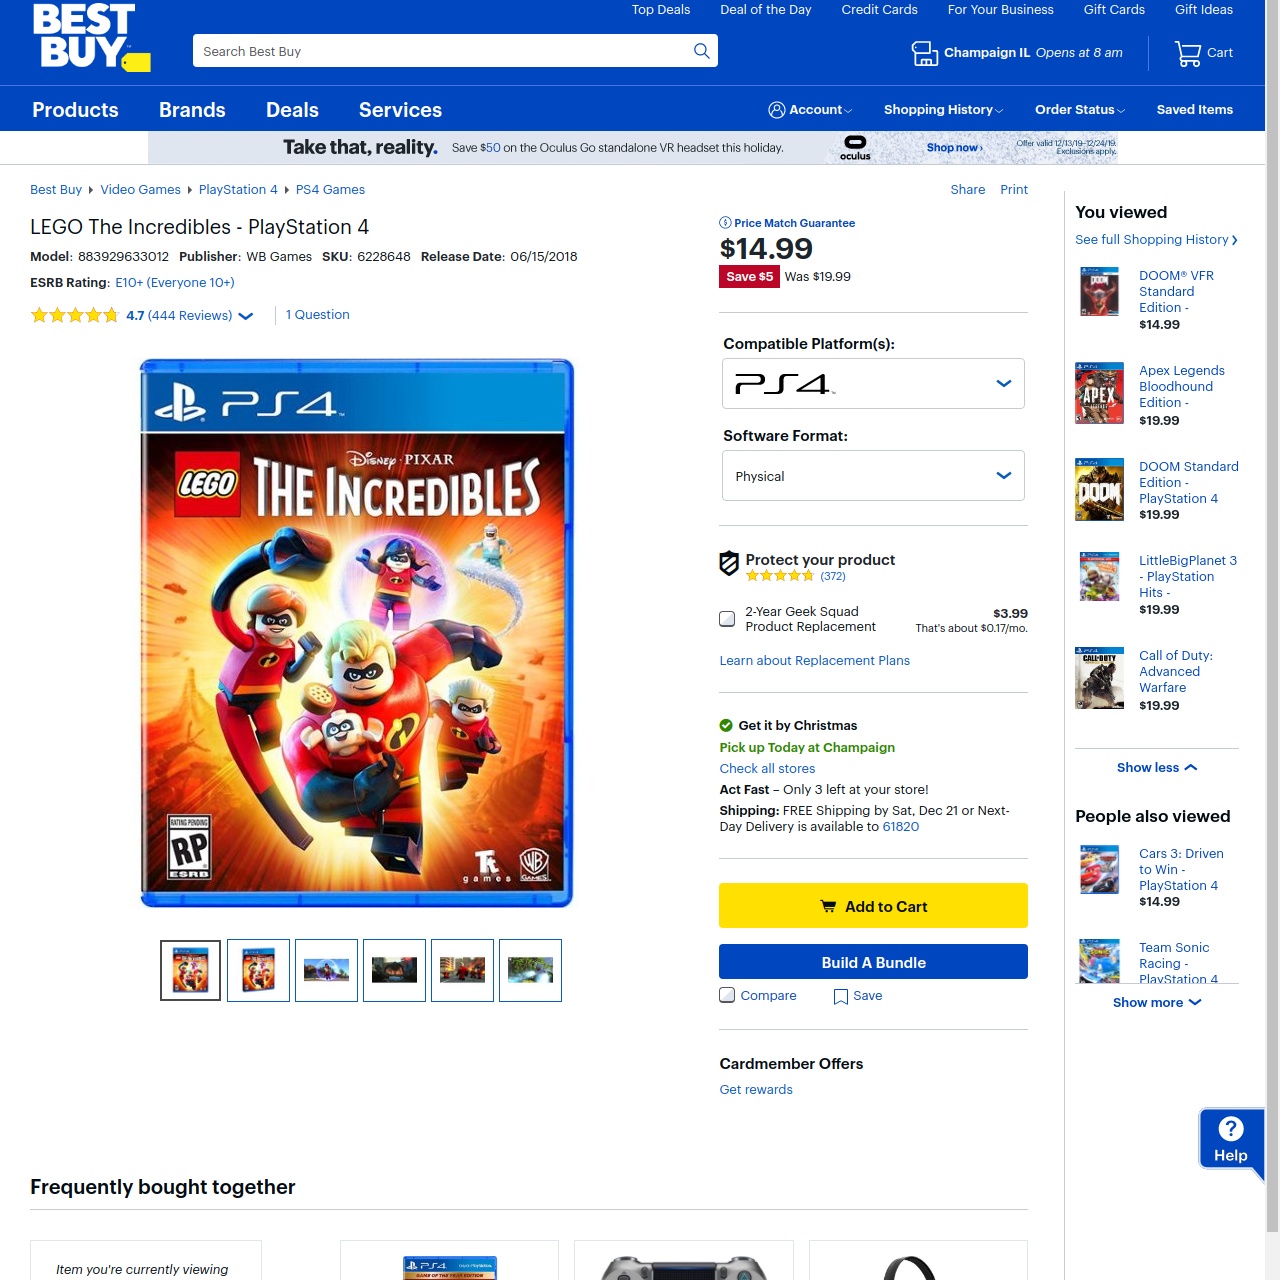 BEST
BUY
Top Deals
Deal of the Day
Credit Cards
For Your Business
Gift Cards
Gift Ideas
Search Best Buy
Champaign IL Opens at 8 am
Cart
Products
Brands
Deals
Services
Account
Shopping History
Order Status
Saved Items
Take that, reality. Save $50 on the Oculus Go standalone VR headset this holiday.
oculus
Shop now ›
Offer valid 12/13/19–12/24/19.
Exclusions apply.
Best Buy
Video Games
PlayStation 4
PS4 Games
Share
Print
LEGO The Incredibles - PlayStation 4
Model: 883929633012 Publisher: WB Games SKU: 6228648 Release Date: 06/15/2018
ESRB Rating: E10+ (Everyone 10+)
4.7 (444 Reviews)
1 Question
PS4
DISNEY · PIXAR
LEGO
THE INCREDIBLES
RATING PENDING
RP
ESRB
games
WB
GAMES
Price Match Guarantee
$14.99
Save $5 Was $19.99
Compatible Platform(s):
PS4
Software Format:
Physical
Protect your product
(372)
2-Year Geek Squad
Product Replacement
$3.99
That's about $0.17/mo.
Learn about Replacement Plans
Get it by Christmas
Pick up Today at Champaign
Check all stores
Act Fast – Only 3 left at your store!
Shipping: FREE Shipping by Sat, Dec 21 or Next-
Day Delivery is available to 61820
Add to Cart
Build A Bundle
Compare
Save
Cardmember Offers
Get rewards
You viewed
See full Shopping History
DOOM® VFR
Standard
Edition -
$14.99
APEX
Apex Legends
Bloodhound
Edition -
$19.99
DOOM
DOOM Standard
Edition -
PlayStation 4
$19.99
LittleBigPlanet 3
- PlayStation
Hits -
$19.99
CALL OF DUTY
Call of Duty:
Advanced
Warfare
$19.99
Show less
People also viewed
Cars 3: Driven
to Win -
PlayStation 4
$14.99
Team Sonic
Racing -
PlayStation 4
Show more
? Help
Frequently bought together
Item you're currently viewing
PS4
GAME OF THE YEAR EDITION